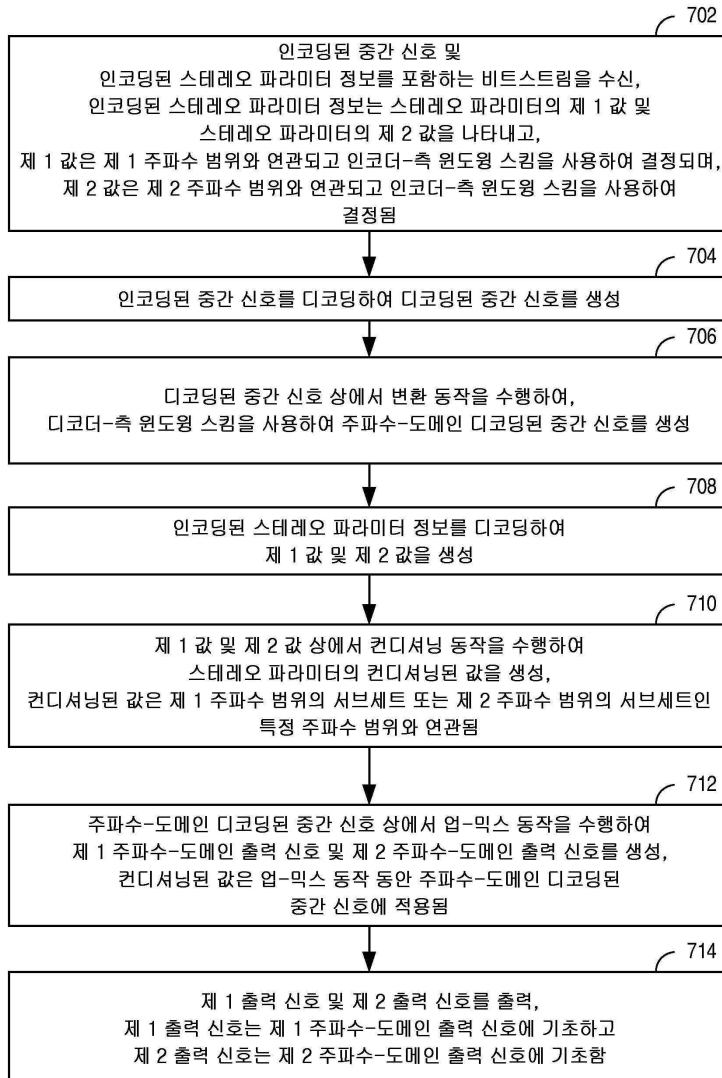 702
인코딩된 중간 신호 및
인코딩된 스테레오 파라미터 정보를 포함하는 비트스트림을 수신,
인코딩된 스테레오 파라미터 정보는 스테레오 파라미터의 제 1 값 및
스테레오 파라미터의 제 2 값을 나타내고,
제 1 값은 제 1 주파수 범위와 연관되고 인코더-측 윈도윙 스킴을 사용하여 결정되며,
제 2 값은 제 2 주파수 범위와 연관되고 인코더-측 윈도윙 스킴을 사용하여
결정됨
704
인코딩된 중간 신호를 디코딩하여 디코딩된 중간 신호를 생성
706
디코딩된 중간 신호 상에서 변환 동작을 수행하여,
디코더-측 윈도윙 스킴을 사용하여 주파수-도메인 디코딩된 중간 신호를 생성
708
인코딩된 스테레오 파라미터 정보를 디코딩하여
제 1 값 및 제 2 값을 생성
710
제 1 값 및 제 2 값 상에서 컨디셔닝 동작을 수행하여
스테레오 파라미터의 컨디셔닝된 값을 생성,
컨디셔닝된 값은 제 1 주파수 범위의 서브세트 또는 제 2 주파수 범위의 서브세트인
특정 주파수 범위와 연관됨
712
주파수-도메인 디코딩된 중간 신호 상에서 업-믹스 동작을 수행하여
제 1 주파수-도메인 출력 신호 및 제 2 주파수-도메인 출력 신호를 생성,
컨디셔닝된 값은 업-믹스 동작 동안 주파수-도메인 디코딩된
중간 신호에 적용됨
714
제 1 출력 신호 및 제 2 출력 신호를 출력,
제 1 출력 신호는 제 1 주파수-도메인 출력 신호에 기초하고
제 2 출력 신호는 제 2 주파수-도메인 출력 신호에 기초함